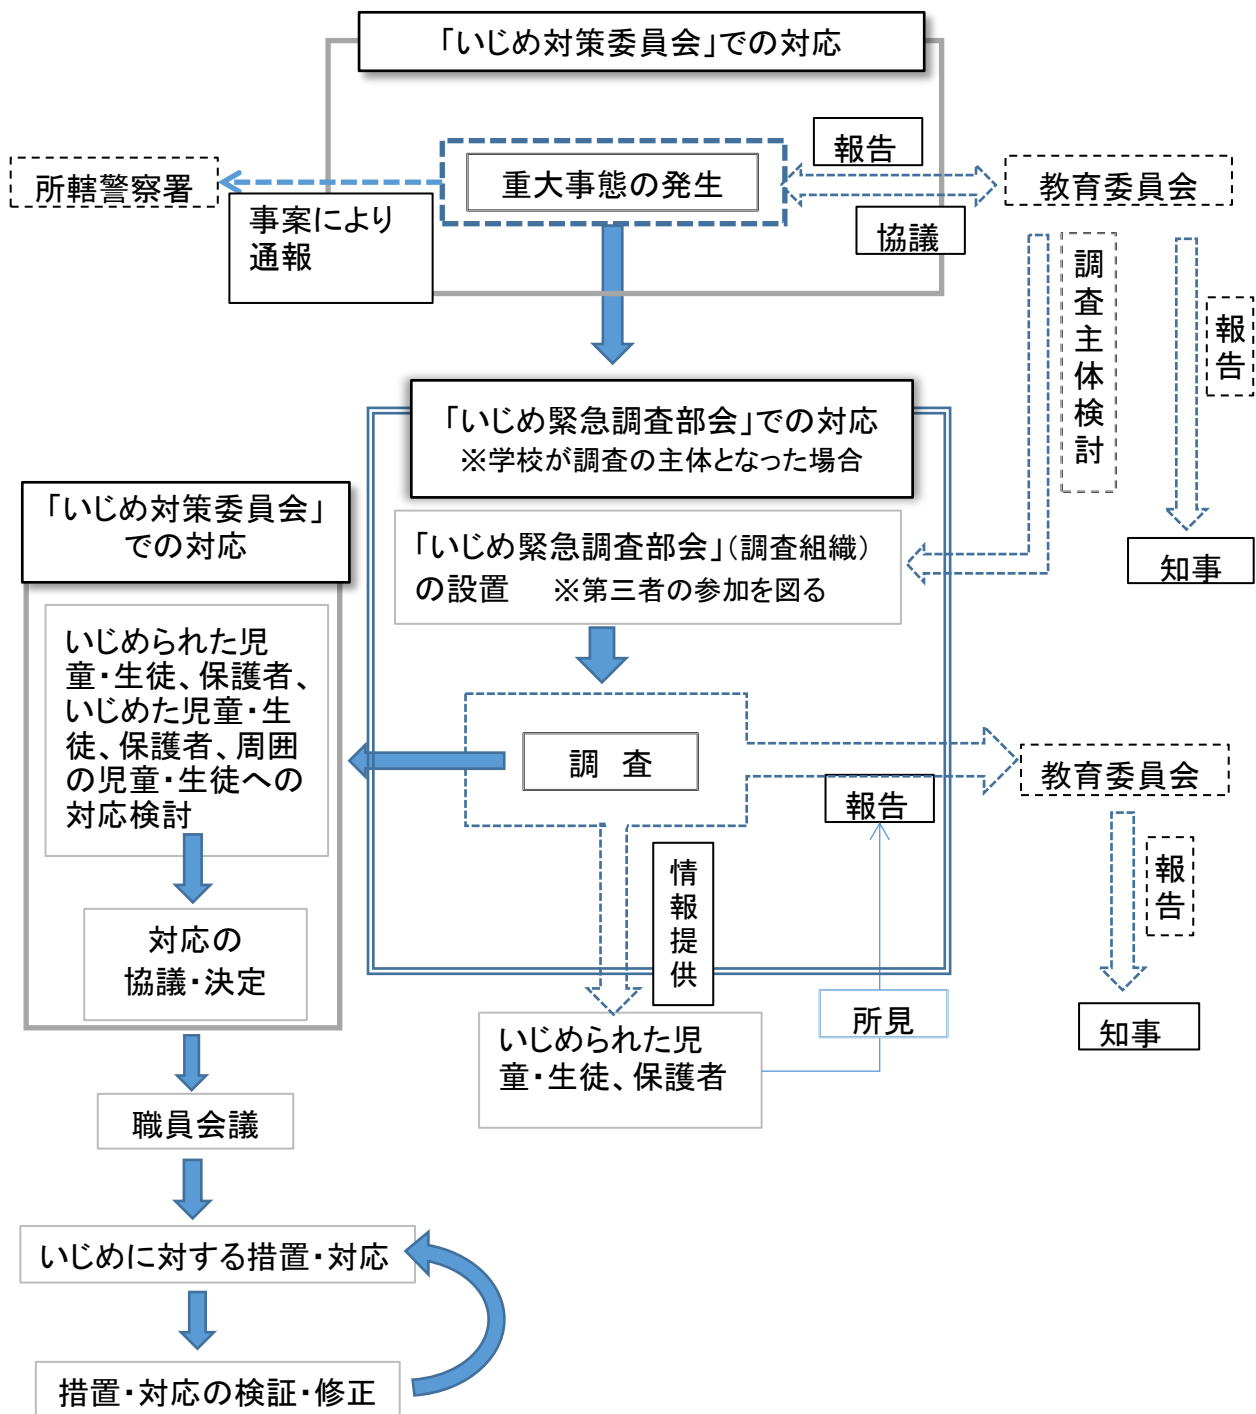 「いじめ対策委員会」での対応
報告
重大事態の発生
所轄警察署
教育委員会
事案により
通報
協議
調査主体検討
報告
「いじめ緊急調査部会」での対応
※学校が調査の主体となった場合
「いじめ対策委員会」
での対応
「いじめ緊急調査部会」(調査組織)
の設置　※第三者の参加を図る
知事
いじめられた児
童・生徒、保護者、
いじめた児童・生
徒、保護者、周囲
の児童・生徒への
対応検討
調　査
教育委員会
報告
情報提供
報告
対応の
協議・決定
所見
知事
いじめられた児
童・生徒、保護者
職員会議
いじめに対する措置・対応
措置・対応の検証・修正